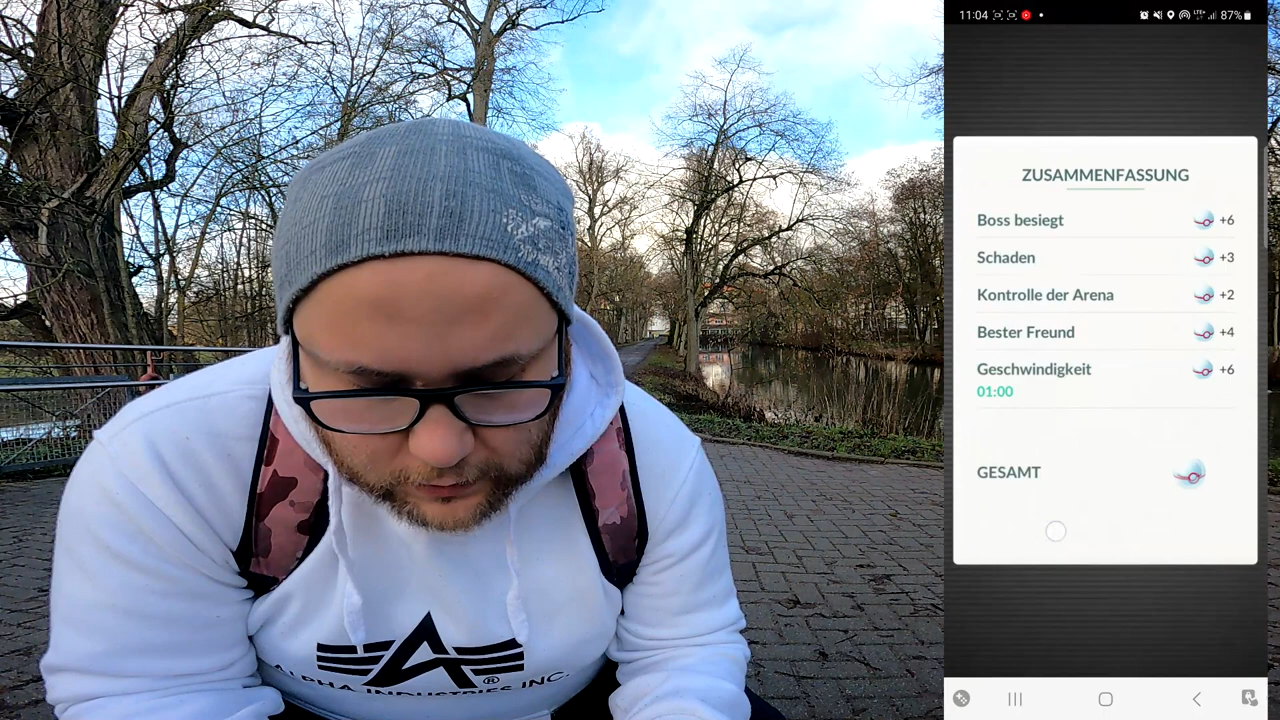 11:04
LTE+
87%
ZUSAMMENFASSUNG
Boss besiegt +6
Schaden +3
Kontrolle der Arena +2
Bester Freund +4
Geschwindigkeit +6
01:00
GESAMT
ALPHA INDUSTRIES INC.
®